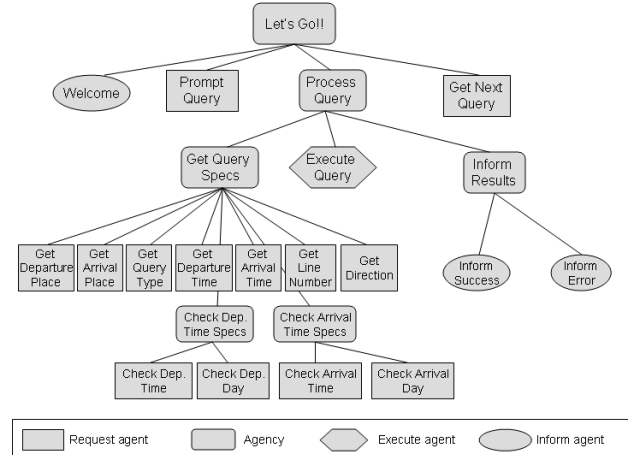 Let's Go!!
Welcome
Prompt
Query
Process
Query
Get Next
Query
Get Query
Specs
Execute
Query
Inform
Results
Get
Departure
Place
Get
Arrival
Place
Get
Query
Type
Get
Departure
Time
Get
Arrival
Time
Get
Line
Number
Get
Direction
Inform
Success
Inform
Error
Check Dep.
Time Specs
Check Arrival
Time Specs
Check Dep.
Time
Check Dep.
Day
Check Arrival
Time
Check Arrival
Day
Request agent
Agency
Execute agent
Inform agent